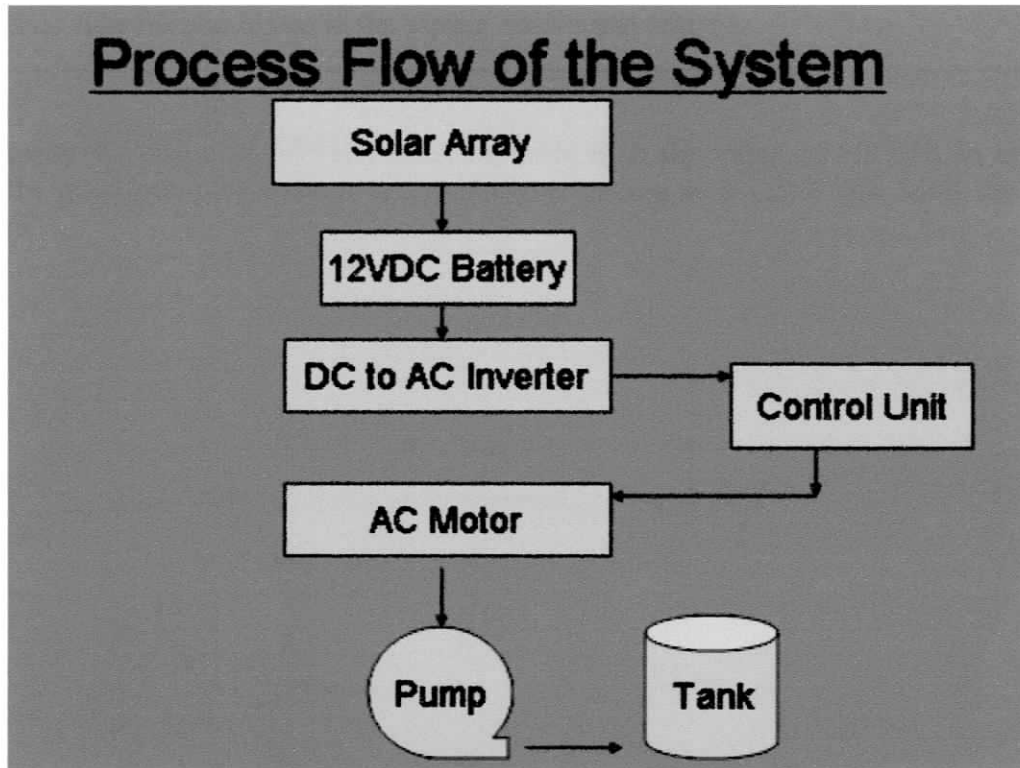 Process Flow of the System
Solar Array
12VDC Battery
DC to AC Inverter
Control Unit
AC Motor
Pump
Tank